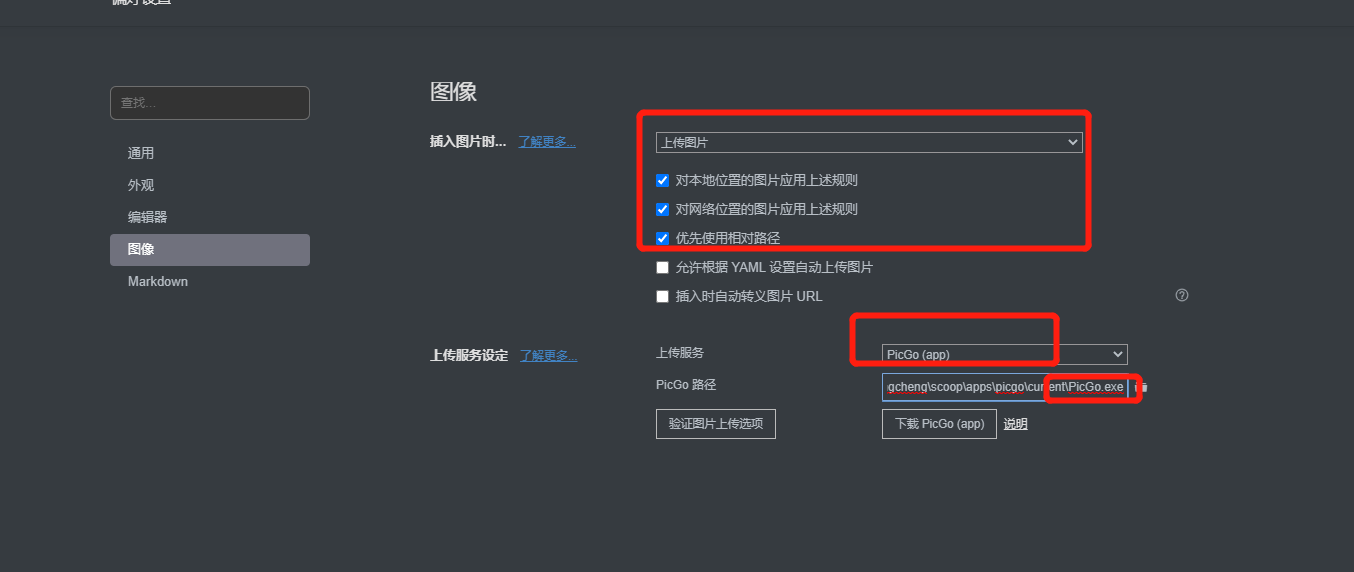 偏好设置
图像
查找...
插入图片时... 了解更多... 上传图片
通用
对本地位置的图片应用上述规则
外观
对网络位置的图片应用上述规则
编辑器
优先使用相对路径
图像
允许根据 YAML 设置自动上传图片
Markdown
插入时自动转义图片 URL
上传服务设定 了解更多... 上传服务 PicGo (app)
PicGo 路径 gcheng\scoop\apps\picgo\current\PicGo.exe
验证图片上传选项 下载 PicGo (app) 说明